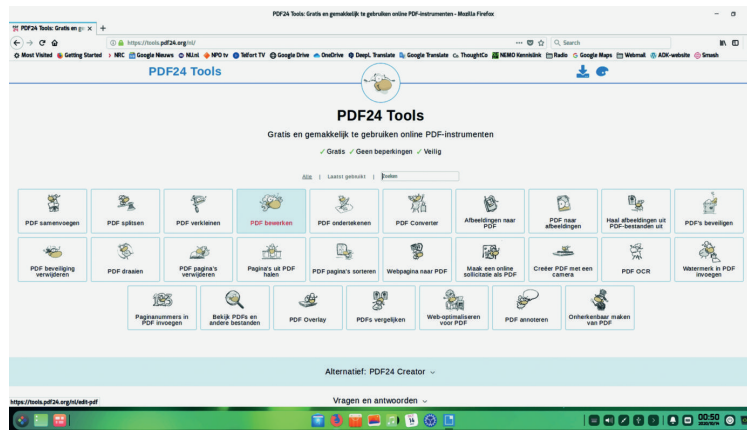 PDF24 Tools: Gratis en gemakkelijk te gebruiken online PDF-instrumenten - Mozilla Firefox
PDF24 Tools: Gratis en ge
https://tools.pdf24.org/nl/
Search
Most Visited Getting Started NRC Google Nieuws NU.nl NPO tv Telfort TV Google Drive OneDrive DeepL Translate Google Translate ThoughtCo NEMO Kennislink Radio Google Maps Webmail ADK-website Smash
PDF24 Tools
PDF24 Tools
Gratis en gemakkelijk te gebruiken online PDF-instrumenten
✓ Gratis ✓ Geen beperkingen ✓ Veilig
Alle | Laatst gebruikt | Zoeken
PDF samenvoegen
PDF splitsen
PDF verkleinen
PDF bewerken
PDF ondertekenen
PDF Converter
Afbeeldingen naar
PDF
PDF naar
afbeeldingen
Haal afbeeldingen uit
PDF-bestanden uit
PDF's beveiligen
PDF beveiliging
verwijderen
PDF draaien
PDF pagina's
verwijderen
Pagina's uit PDF
halen
PDF pagina's sorteren
Webpagina naar PDF
Maak een online
sollicitatie als PDF
Creëer PDF met een
camera
PDF OCR
Watermerk in PDF
invoegen
Paginanummers in
PDF invoegen
Bekijk PDFs en
andere bestanden
PDF Overlay
PDFs vergelijken
Web-optimaliseren
voor PDF
PDF annoteren
Onherkenbaar maken
van PDF
Alternatief: PDF24 Creator
https://tools.pdf24.org/nl/edit-pdf
Vragen en antwoorden
00:50
2020/10/14